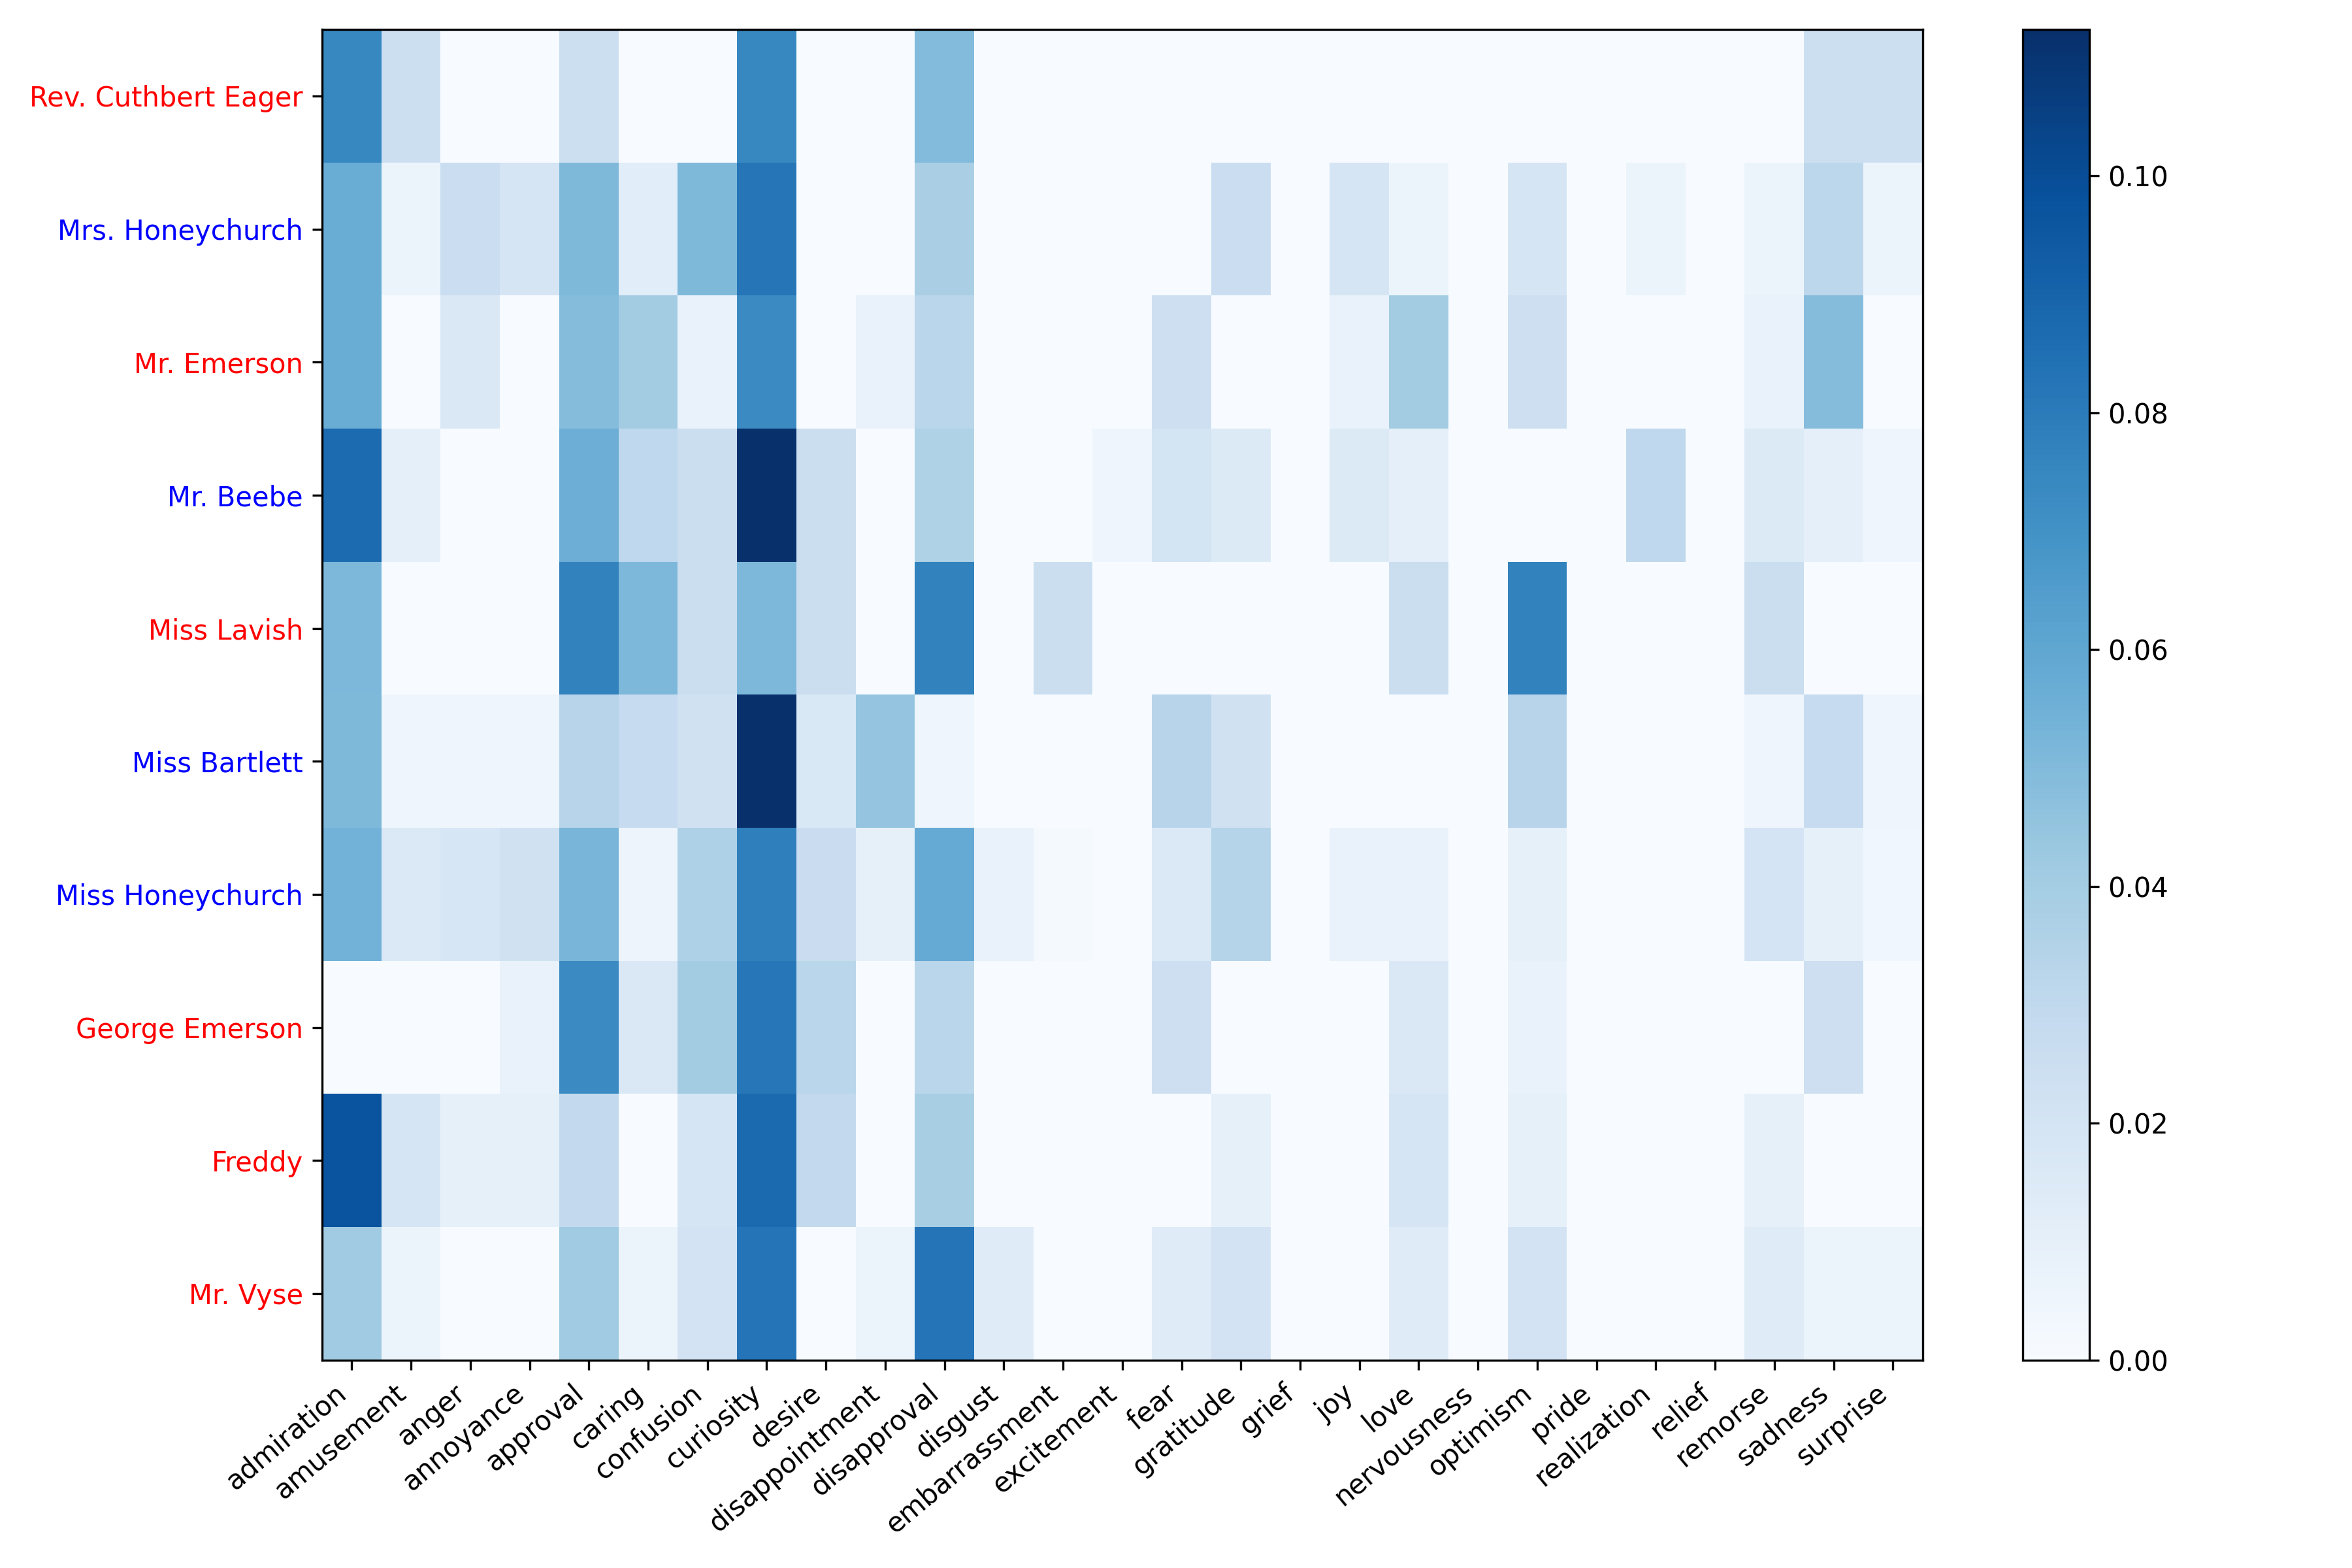 Rev. Cuthbert Eager
Mrs. Honeychurch
Mr. Emerson
Mr. Beebe
Miss Lavish
Miss Bartlett
Miss Honeychurch
George Emerson
Freddy
Mr. Vyse
admiration
amusement
anger
annoyance
approval
caring
confusion
curiosity
desire
disappointment
disapproval
disgust
embarrassment
excitement
fear
gratitude
grief
joy
love
nervousness
optimism
pride
realization
relief
remorse
sadness
surprise
0.10
0.08
0.06
0.04
0.02
0.00